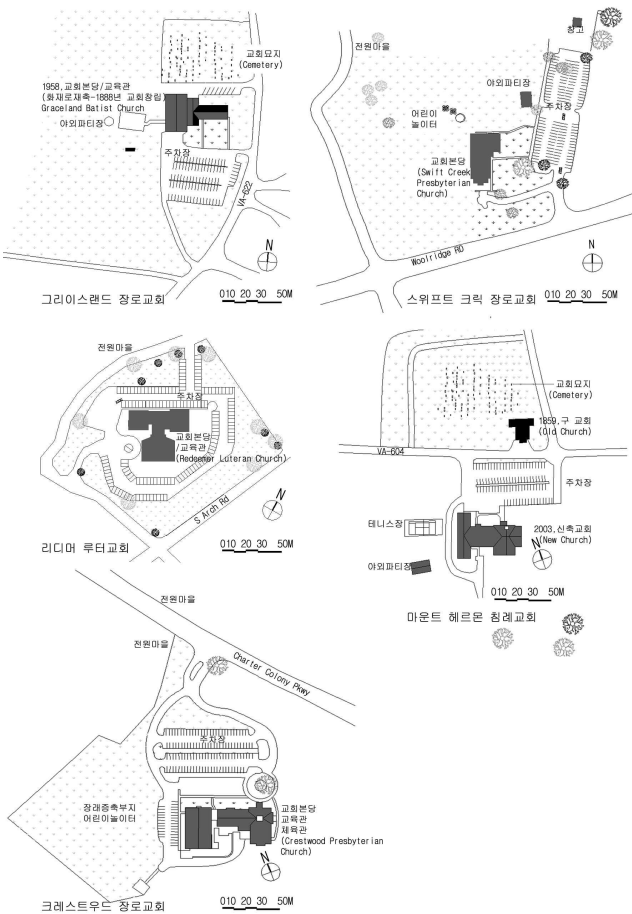 교회묘지
(Cemetery)
1958,교회본당/교육관
(화재로재축-1888년 교회창립)
Graceland Batist Church
야외파티장
주차장
VA-622
N
그리이스랜드 장로교회
010 20 30 50M
전원마을
창고
야외파티장
주차장
어린이
놀이터
교회본당
(Swift Creek
Presbyterian
Church)
Woolridge RD
N
스위프트 크릭 장로교회
010 20 30 50M
전원마을
주차장
교회본당
/교육관
(Redeemer Luteran Church)
S Arch Rd
N
리디머 루터교회
010 20 30 50M
교회묘지
(Cemetery)
1859,구 교회
(Old Church)
VA-604
주차장
테니스장
2003,신축교회
(New Church)
야외파티장
N
010 20 30 50M
마운트 헤르몬 침례교회
전원마을
전원마을
Charter Colony Pkwy
주차장
장래증축부지
어린이놀이터
교회본당
교육관
체육관
(Crestwood Presbyterian
Church)
N
크레스트우드 장로교회
010 20 30 50M